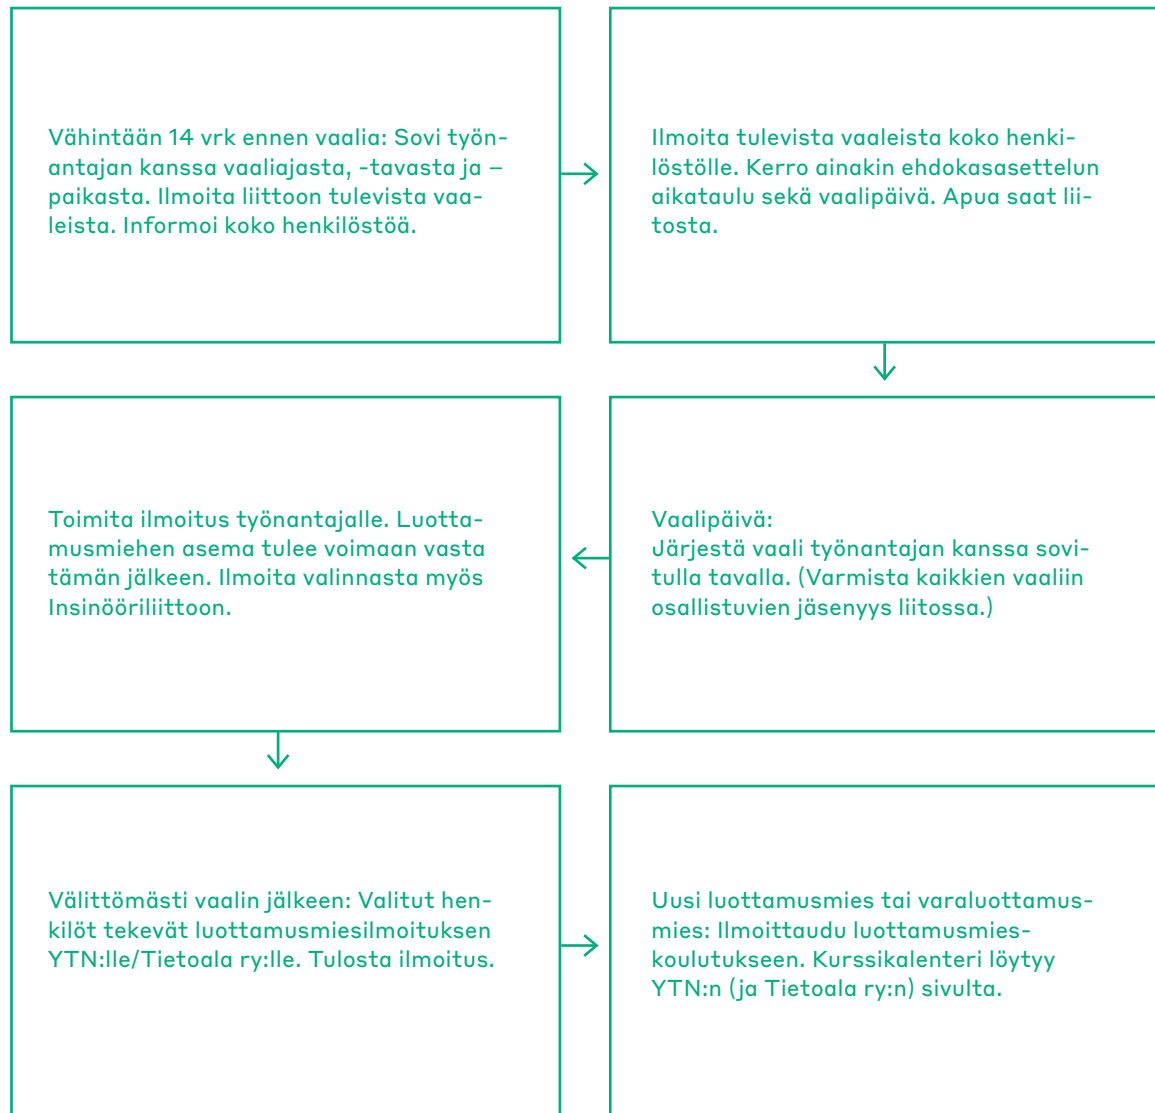 Vähintään 14 vrk ennen vaalia: Sovi työn-
antajan kanssa vaaliajasta, -tavasta ja –
paikasta. Ilmoita liittoon tulevista vaa-
leista. Informoi koko henkilöstöä.
Ilmoita tulevista vaaleista koko henki-
löstölle. Kerro ainakin ehdokasasettelun
aikataulu sekä vaalipäivä. Apua saat lii-
tosta.
Vaalipäivä:
Järjestä vaali työnantajan kanssa sovi-
tulla tavalla. (Varmista kaikkien vaaliin
osallistuvien jäsenyys liitossa.)
Toimita ilmoitus työnantajalle. Luotta-
musmiehen asema tulee voimaan vasta
tämän jälkeen. Ilmoita valinnasta myös
Insinööriliittoon.
Välittömästi vaalin jälkeen: Valitut hen-
kilöt tekevät luottamusmiesilmoituksen
YTN:lle/Tietoala ry:lle. Tulosta ilmoitus.
Uusi luottamusmies tai varaluottamus-
mies: Ilmoittaudu luottamusmies-
koulutukseen. Kurssikalenteri löytyy
YTN:n (ja Tietoala ry:n) sivulta.